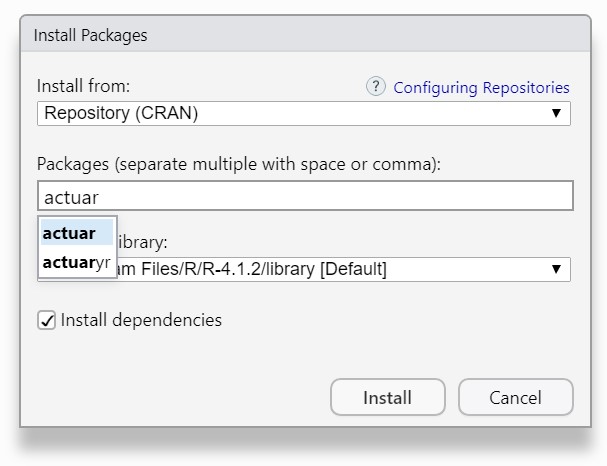 Install Packages
Install from:
? Configuring Repositories
Repository (CRAN)
Packages (separate multiple with space or comma):
actuar
actuar
actuaryr
ibrary:
am Files/R/R-4.1.2/library [Default]
Install dependencies
Install
Cancel